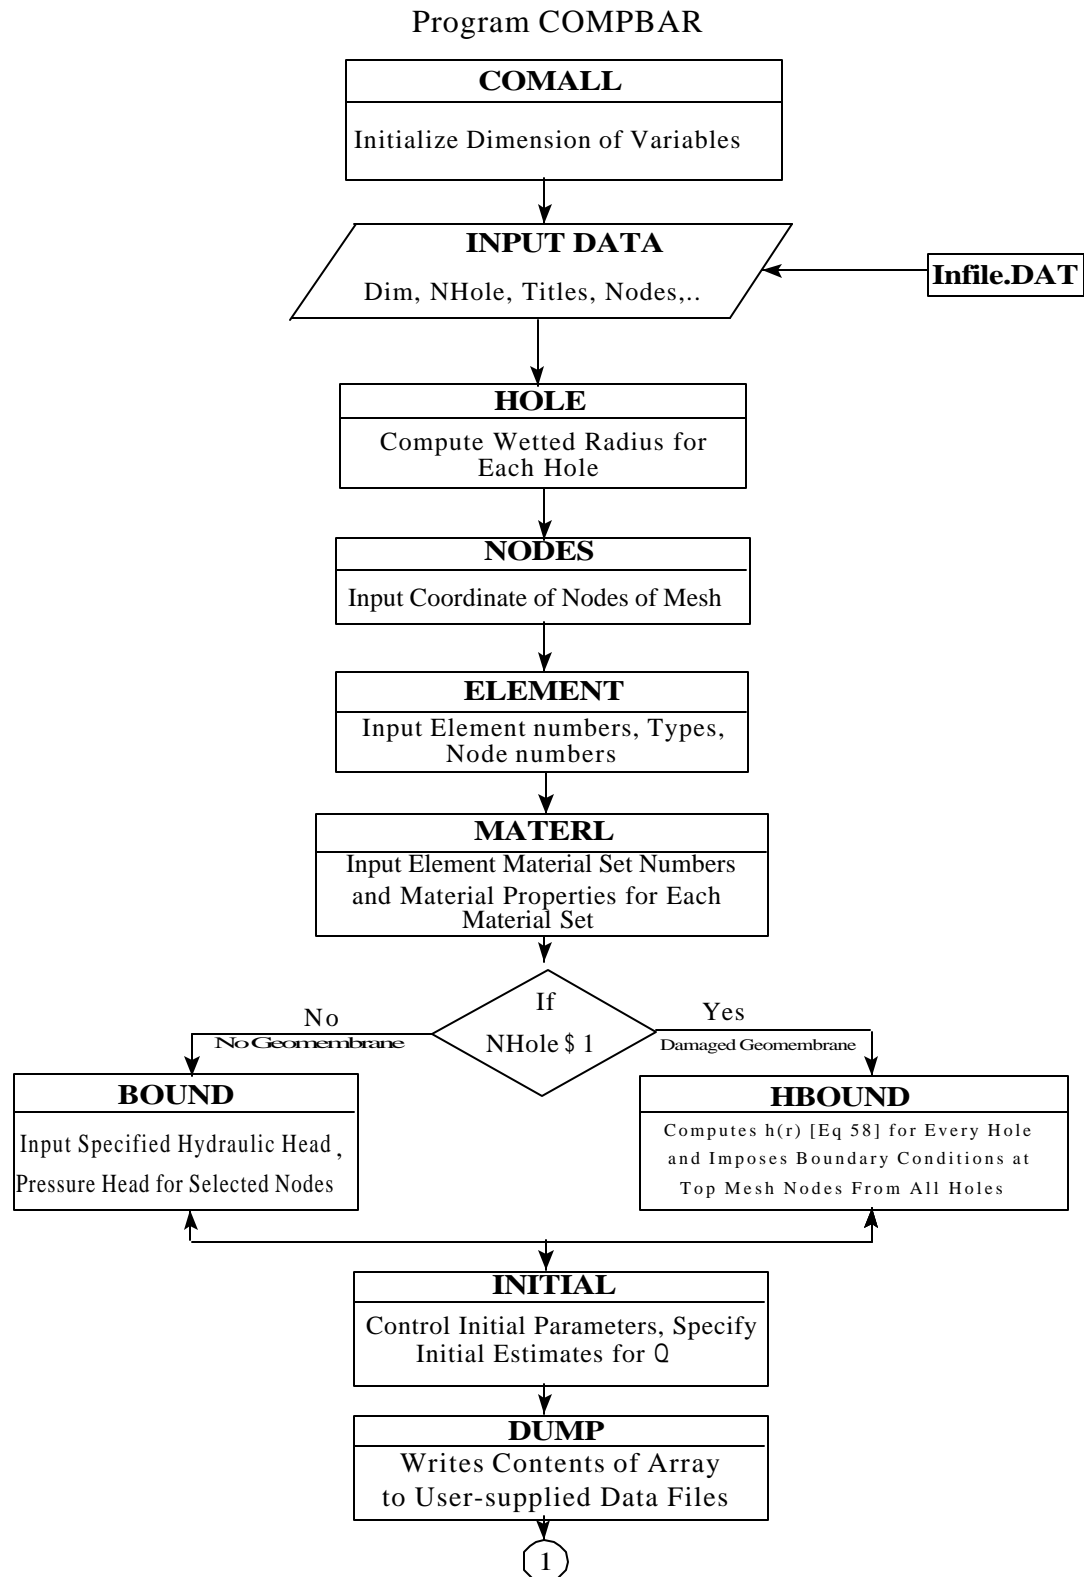 Program COMPBAR
COMALL
Initialize Dimension of Variables
INPUT DATA
Dim, NHole, Titles, Nodes,..
Infile.DAT
HOLE
Compute Wetted Radius for
Each Hole
NODES
Input Coordinate of Nodes of Mesh
ELEMENT
Input Element numbers, Types,
Node numbers
MATERL
Input Element Material Set Numbers
and Material Properties for Each
Material Set
If
NHole $ 1
No
No Geomembrane
Yes
Damaged Geomembrane
BOUND
Input Specified Hydraulic Head ,
Pressure Head for Selected Nodes
HBOUND
Computes h(r) [Eq 58] for Every Hole
and Imposes Boundary Conditions at
Top Mesh Nodes From All Holes
INITIAL
Control Initial Parameters, Specify
Initial Estimates for Q
DUMP
Writes Contents of Array
to User-supplied Data Files
1